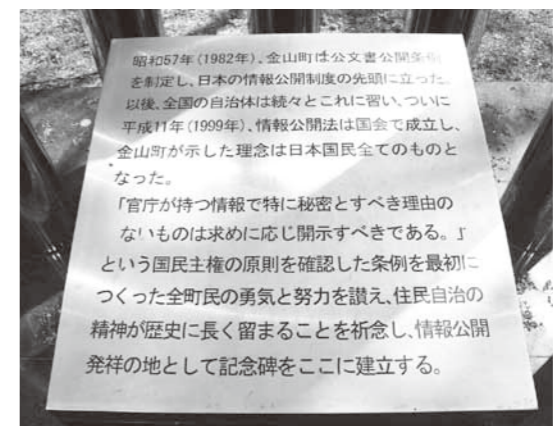 昭和57年(1982年)、金山町は公文書公開条例
を制定し、日本の情報公開制度の先頭に立った。
以後、全国の自治体は続々とこれに習い、ついに
平成11年(1999年)、情報公開法は国会で成立し、
金山町が示した理念は日本国民全てのものと
なった。
「官庁が持つ情報で特に秘密とすべき理由の
ないものは求めに応じ開示すべきである。」
という国民主権の原則を確認した条例を最初に
つくった全町民の勇気と努力を讃え、住民自治の
精神が歴史に長く留まることを祈念し、情報公開
発祥の地として記念碑をここに建立する。